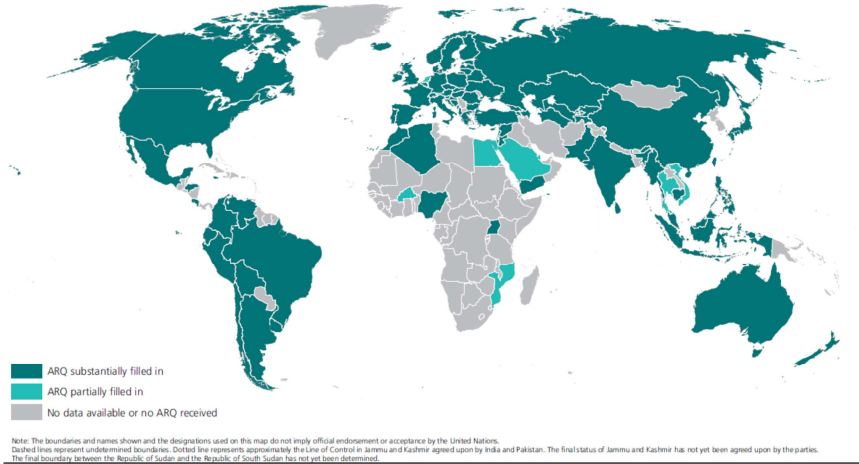 ARQ substantially filled in
ARQ partially filled in
No data available or no ARQ received
Note: The boundaries and names shown and the designations used on this map do not imply official endorsement or acceptance by the United Nations.
Dashed lines represent undetermined boundaries. Dotted line represents approximately the Line of Control in Jammu and Kashmir agreed upon by India and Pakistan. The final status of Jammu and Kashmir has not yet been agreed upon by the parties.
The final boundary between the Republic of Sudan and the Republic of South Sudan has not yet been determined.